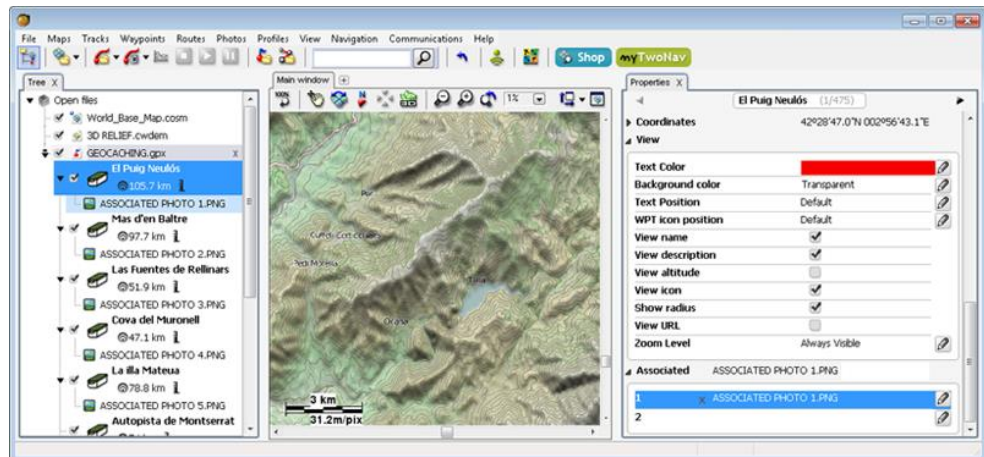 File Maps Tracks Waypoints Routes Photos Profiles View Navigation Communications Help
Shop
myTwoNav
Tree X
Open files
World_Base_Map.cosm
3D RELIEF.cwdem
GEOCACHING.gpx x
El Puig Neulós
105.7 km
ASSOCIATED PHOTO 1.PNG
Mas d'en Baltre
97.7 km
ASSOCIATED PHOTO 2.PNG
Las Fuentes de Rellinars
51.9 km
ASSOCIATED PHOTO 3.PNG
Cova del Muronell
47.1 km
ASSOCIATED PHOTO 4.PNG
La illa Mateua
78.8 km
ASSOCIATED PHOTO 5.PNG
Autopista de Montserrat
Main window
100%
1%
Ocana
3 km
31.2m/pix
Properties X
El Puig Neulós (1/475)
Coordinates 42º28'47.0"N 002º56'43.1"E
View
Text Color
Background color Transparent
Text Position Default
WPT icon position Default
View name
View description
View altitude
View icon
Show radius
View URL
Zoom Level Always Visible
Associated ASSOCIATED PHOTO 1.PNG
1 x ASSOCIATED PHOTO 1.PNG
2